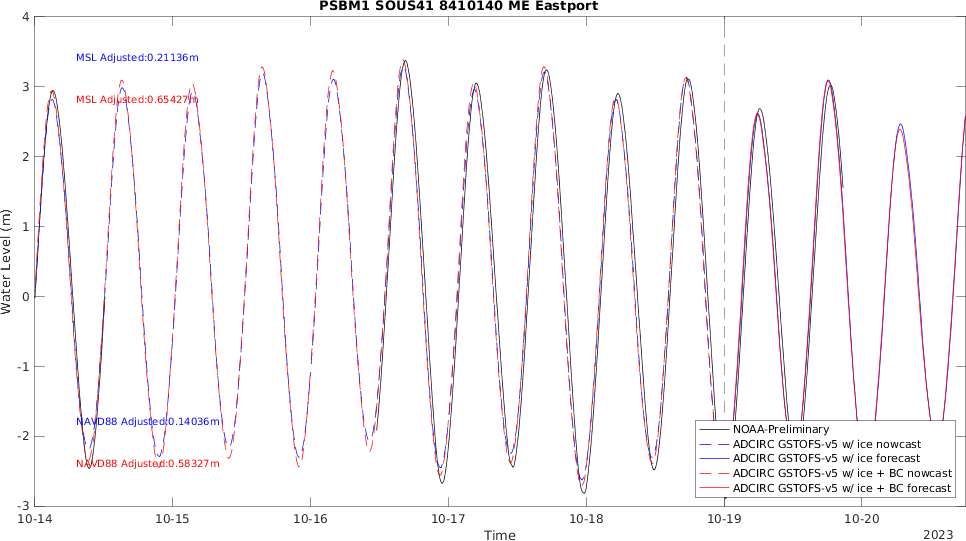 PSBM1 SOUS41 8410140 ME Eastport
4
3
2
1
0
-1
-2
-3
Water Level (m)
MSL Adjusted:0.21136m
MSL Adjusted:0.65427m
NAVD88 Adjusted:0.14036m
NAVD88 Adjusted:0.58327m
NOAA-Preliminary
ADCIRC GSTOFS-v5 w/ ice nowcast
ADCIRC GSTOFS-v5 w/ ice forecast
ADCIRC GSTOFS-v5 w/ ice + BC nowcast
ADCIRC GSTOFS-v5 w/ ice + BC forecast
10-14 10-15 10-16 10-17 10-18 10-19 10-20
Time
2023